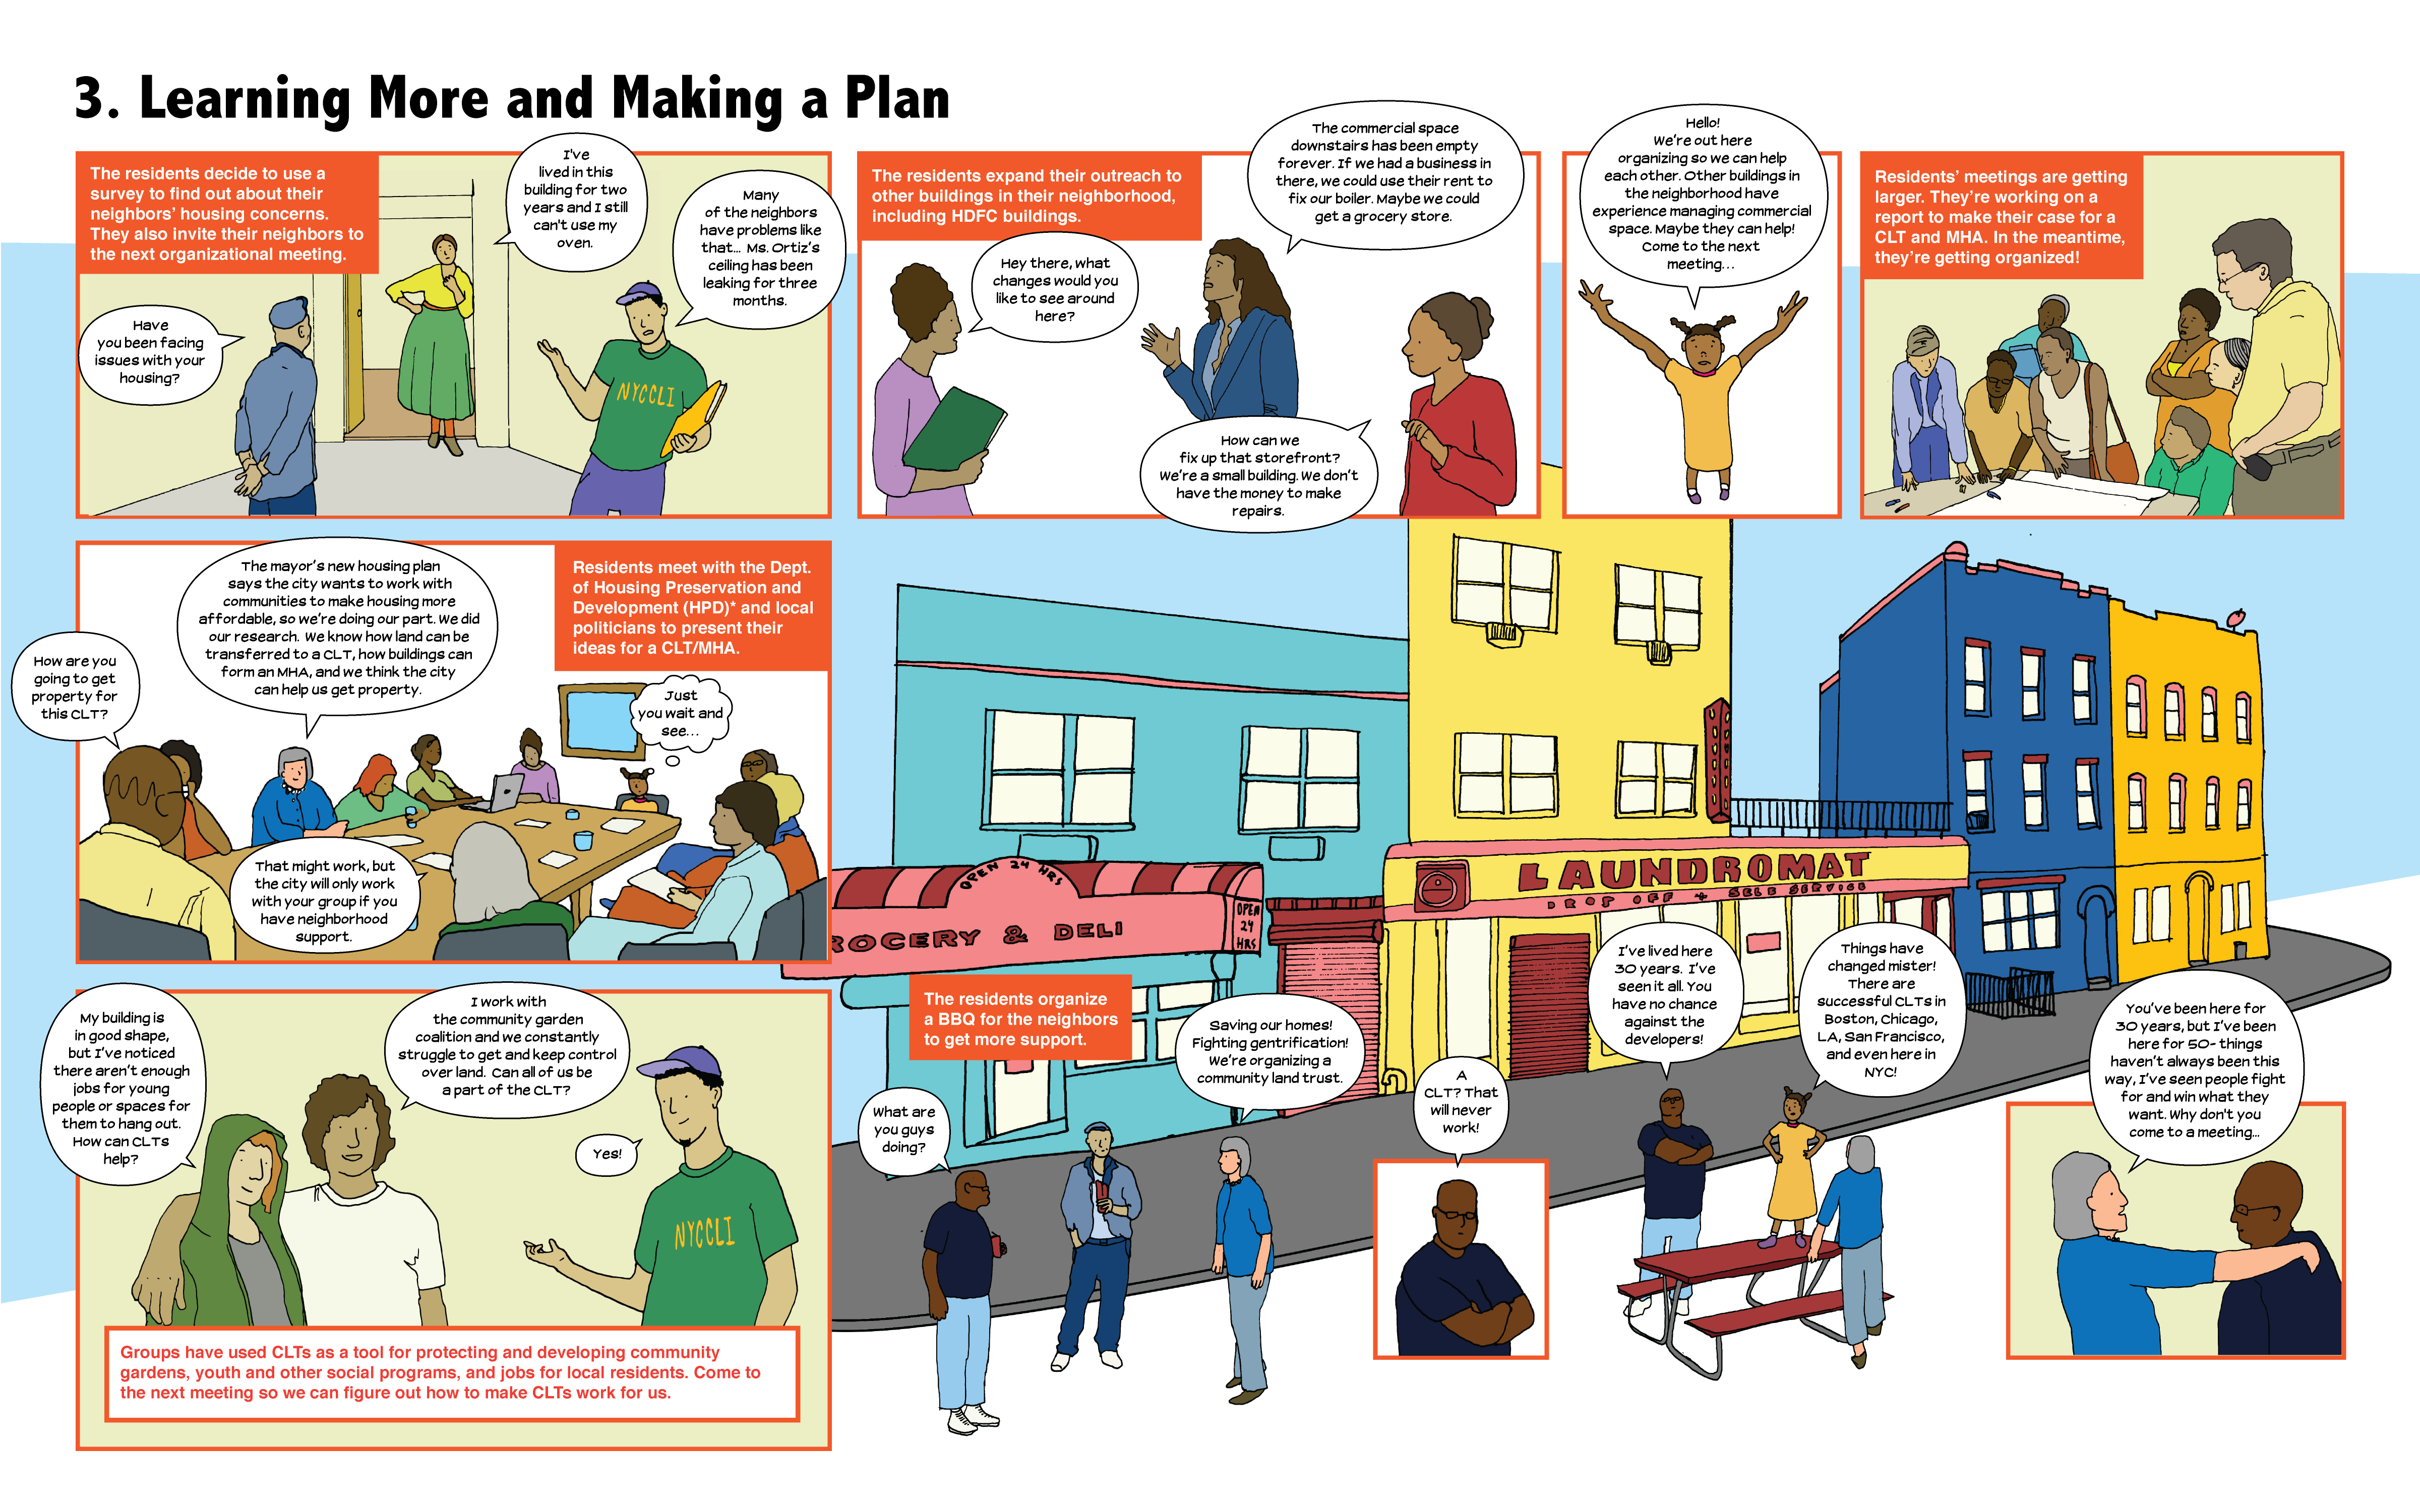 3. Learning More and Making a Plan
The residents decide to use a
survey to find out about their
neighbors' housing concerns.
They also invite their neighbors to
the next organizational meeting.
Have
you been facing
issues with your
housing?
I've
lived in this
building for two
years and I still
can't use my
oven.
Many
of the neighbors
have problems like
that... Ms. Ortiz's
ceiling has been
leaking for three
months.
NYCCLI
The residents expand their outreach to
other buildings in their neighborhood,
including HDFC buildings.
Hey there, what
changes would you
like to see around
here?
The commercial space
downstairs has been empty
forever. If we had a business in
there, we could use their rent to
fix our boiler. Maybe we could
get a grocery store.
How can we
fix up that storefront?
We're a small building. We don't
have the money to make
repairs.
Hello!
We're out here
organizing so we can help
each other. Other buildings in
the neighborhood have
experience managing commercial
space. Maybe they can help!
Come to the next
meeting...
Residents' meetings are getting
larger. They're working on a
report to make their case for a
CLT and MHA. In the meantime,
they're getting organized!
Residents meet with the Dept.
of Housing Preservation and
Development (HPD)* and local
politicians to present their
ideas for a CLT/MHA.
How are you
going to get
property for
this CLT?
The mayor's new housing plan
says the city wants to work with
communities to make housing more
affordable, so we're doing our part. We did
our research. We know how land can be
transferred to a CLT, how buildings can
form an MHA, and we think the city
can help us get property.
Just
you wait and
see...
That might work, but
the city will only work
with your group if you
have neighborhood
support.
My building is
in good shape,
but I've noticed
there aren't enough
jobs for young
people or spaces for
them to hang out.
How can CLTs
help?
I work with
the community garden
coalition and we constantly
struggle to get and keep control
over land. Can all of us be
a part of the CLT?
Yes!
NYCCLI
Groups have used CLTs as a tool for protecting and developing community
gardens, youth and other social programs, and jobs for local residents. Come to
the next meeting so we can figure out how to make CLTs work for us.
OPEN 24 HRS
ROCERY & DELI
OPEN
24
HRS
LAUNDROMAT
DROP OFF + SELF SERVICE
The residents organize
a BBQ for the neighbors
to get more support.
What are
you guys
doing?
Saving our homes!
Fighting gentrification!
We're organizing a
community land trust.
A
CLT? That
will never
work!
I've lived here
30 years. I've
seen it all. You
have no chance
against the
developers!
Things have
changed mister!
There are
successful CLTs in
Boston, Chicago,
LA, San Francisco,
and even here in
NYC!
You've been here for
30 years, but I've been
here for 50- things
haven't always been this
way, I've seen people fight
for and win what they
want. Why don't you
come to a meeting...